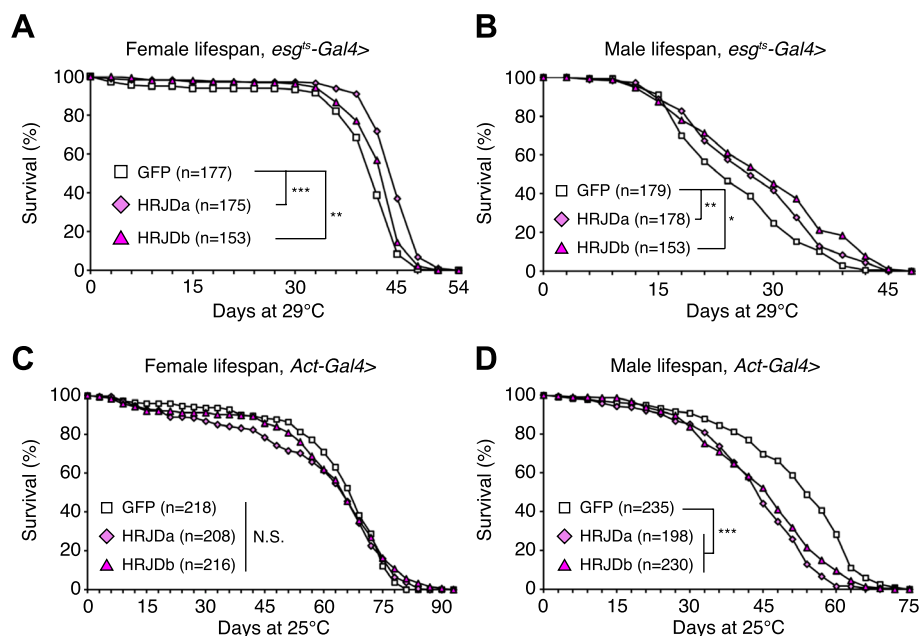 A
Female lifespan, esgts-Gal4>
Survival (%)
100
80
60
40
20
0
GFP (n=177)
HRJDa (n=175)
HRJDb (n=153)
***
**
0 15 30 45 54
Days at 29°C
B
Male lifespan, esgts-Gal4>
Survival (%)
100
80
60
40
20
0
GFP (n=179)
HRJDa (n=178)
HRJDb (n=153)
**
*
0 15 30 45
Days at 29°C
C
Female lifespan, Act-Gal4>
Survival (%)
100
80
60
40
20
0
GFP (n=218)
HRJDa (n=208)
HRJDb (n=216)
N.S.
0 15 30 45 60 75 90
Days at 25°C
D
Male lifespan, Act-Gal4>
Survival (%)
100
80
60
40
20
0
GFP (n=235)
HRJDa (n=198)
HRJDb (n=230)
***
0 15 30 45 60 75
Days at 25°C